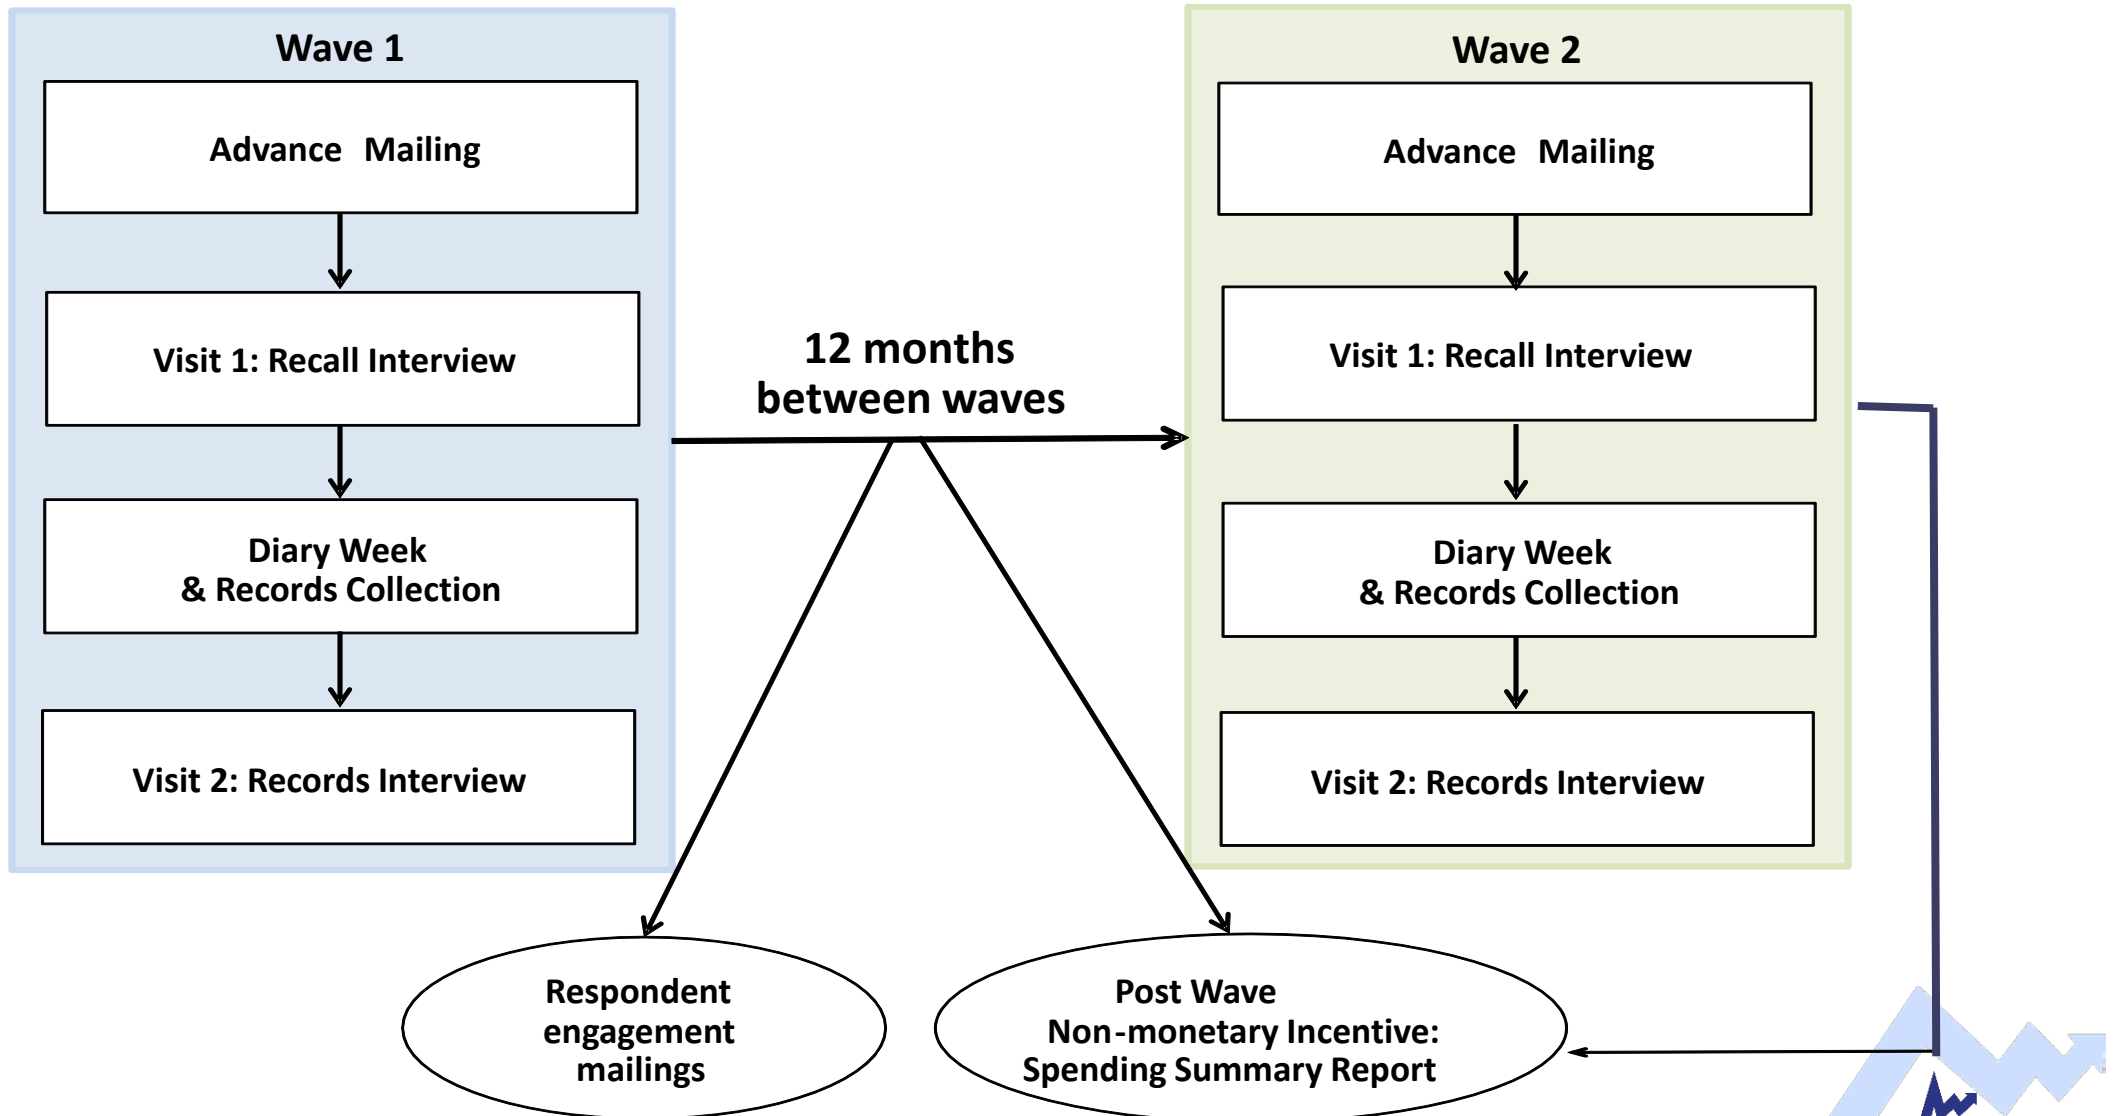 Wave 1
Advance Mailing
Visit 1: Recall Interview
Diary Week
& Records Collection
Visit 2: Records Interview
12 months
between waves
Wave 2
Advance Mailing
Visit 1: Recall Interview
Diary Week
& Records Collection
Visit 2: Records Interview
Respondent
engagement
mailings
Post Wave
Non-monetary Incentive:
Spending Summary Report